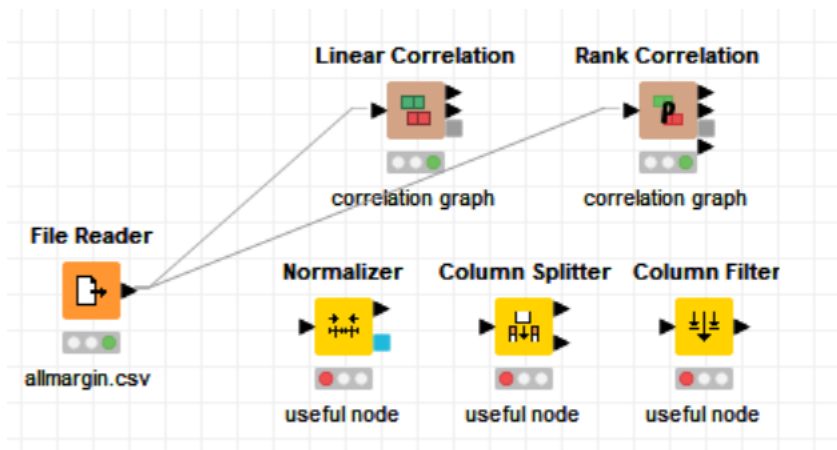 Linear Correlation
Rank Correlation
correlation graph
correlation graph
File Reader
allmargin.csv
Normalizer
Column Splitter
Column Filter
useful node
useful node
useful node